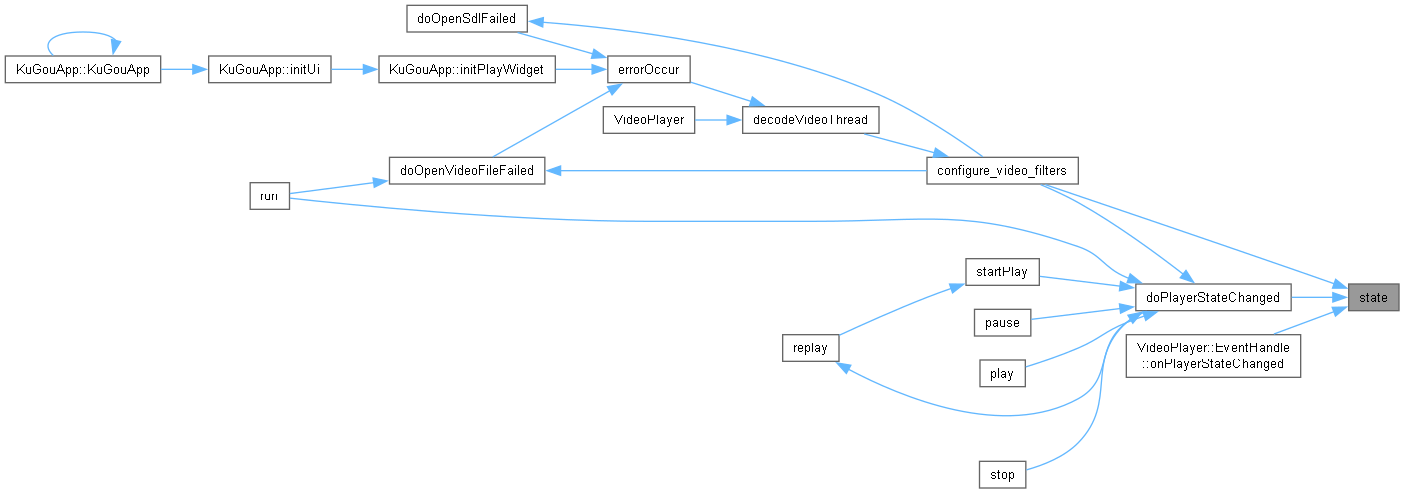 doOpenSdlFailed
KuGouApp::KuGouApp
KuGouApp::initUi
KuGouApp::initPlayWidget
errorOccur
VideoPlayer
decodeVideoThread
doOpenVideoFileFailed
configure_video_filters
run
startPlay
doPlayerStateChanged
state
pause
replay
VideoPlayer::EventHandle
::onPlayerStateChanged
play
stop